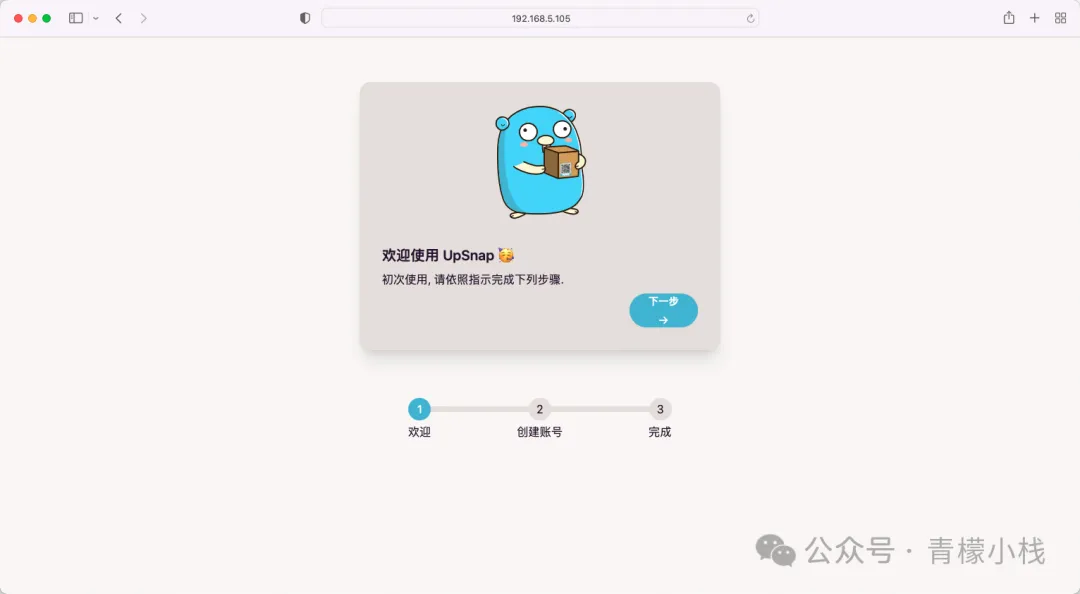 192.168.5.105
欢迎使用 UpSnap 🥳
初次使用, 请依照指示完成下列步骤.
下一步
→
1
2
3
欢迎
创建账号
完成
公众号 · 青檬小栈